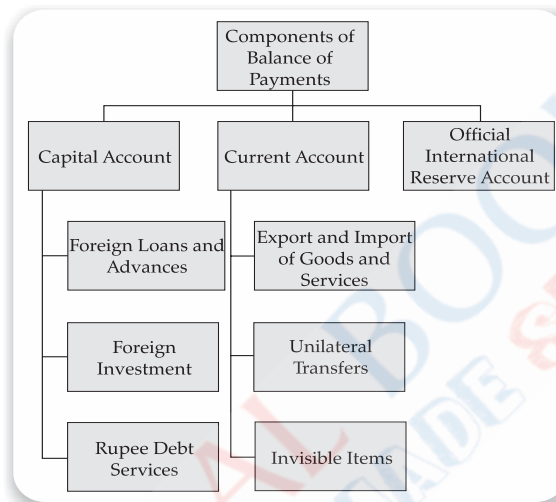 Components of
Balance of
Payments
Capital Account
Current Account
Official
International
Reserve Account
Foreign Loans and
Advances
Export and Import
of Goods and
Services
Foreign
Investment
Unilateral
Transfers
Rupee Debt
Services
Invisible Items